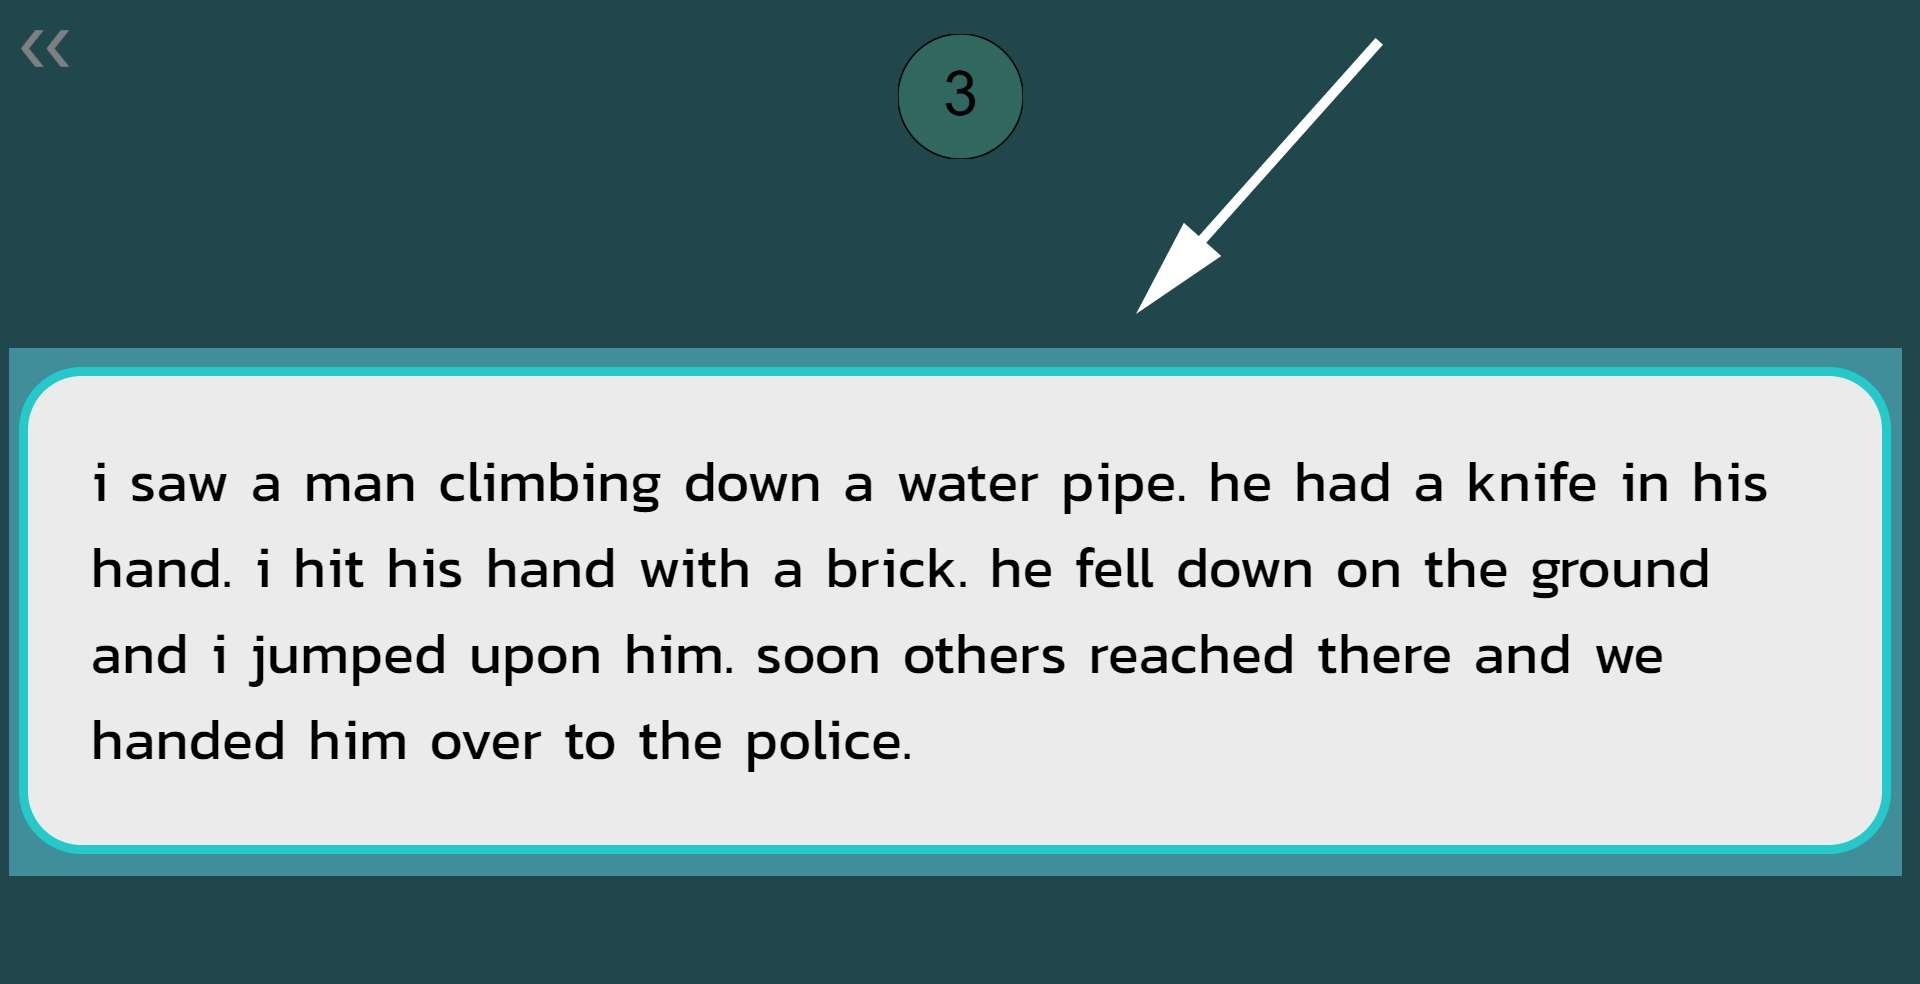 3
i saw a man climbing down a water pipe. he had a knife in his
hand. i hit his hand with a brick. he fell down on the ground
and i jumped upon him. soon others reached there and we
handed him over to the police.